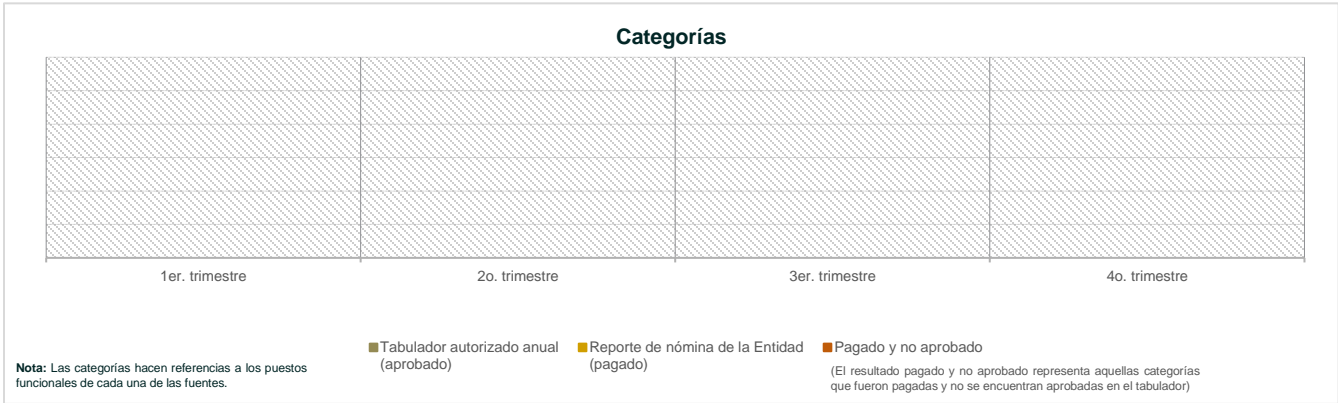 Categorías
1er. trimestre
2o. trimestre
3er. trimestre
4o. trimestre
Tabulador autorizado anual
(aprobado)
Reporte de nómina de la Entidad
(pagado)
Pagado y no aprobado
(El resultado pagado y no aprobado representa aquellas categorías
que fueron pagadas y no se encuentran aprobadas en el tabulador)
Nota: Las categorías hacen referencias a los puestos
funcionales de cada una de las fuentes.